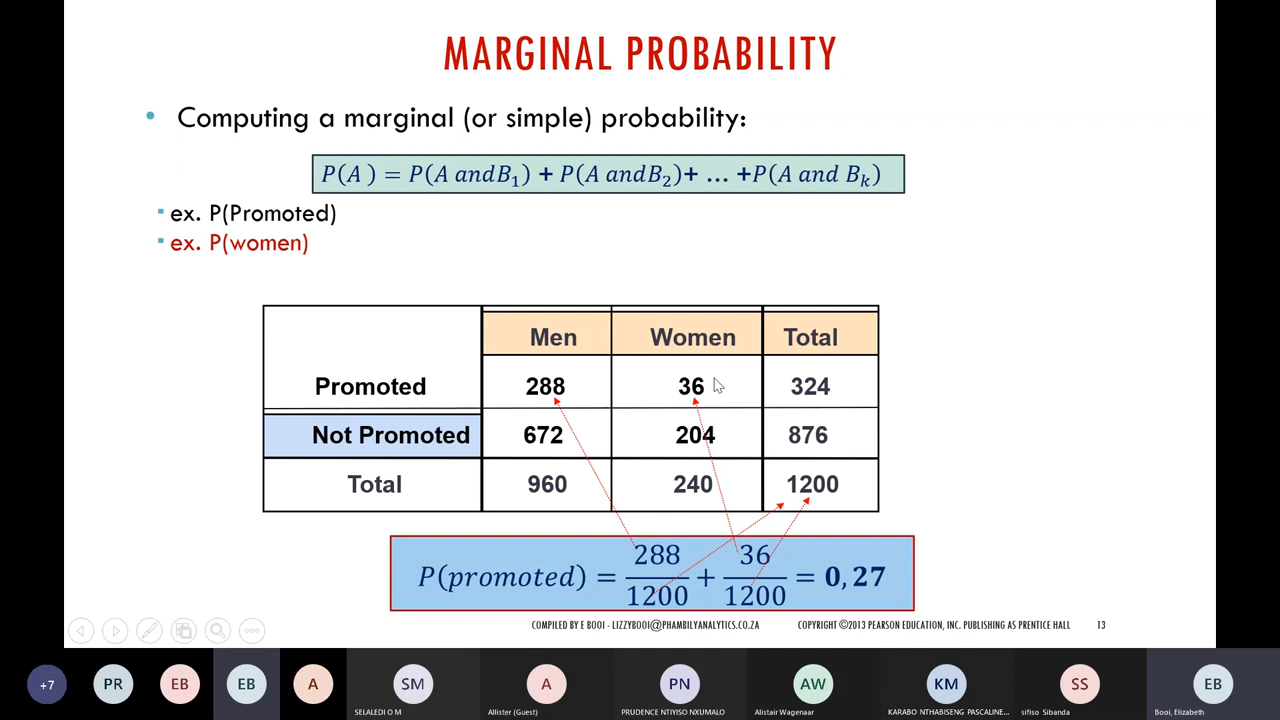 MARGINAL PROBABILITY
• Computing a marginal (or simple) probability:
P(A ) = P(A andB₁) + P(A andB₂)+ ... +P(A and Bₖ)
▪ ex. P(Promoted)
▪ ex. P(women)
Men Women Total
Promoted 288 36 324
Not Promoted 672 204 876
Total 960 240 1200
P(promoted) = 288/1200 + 36/1200 = 0,27
COMPILED BY E BOOI - LIZZYBOOI@PHAMBILYANALYTICS.CO.ZA COPYRIGHT ©2013 PEARSON EDUCATION, INC. PUBLISHING AS PRENTICE HALL 13
+7 PR EB EB A SM A PN AW KM SS EB
SELALEDI O M Allister (Guest) PRUDENCE NTIYISO NXUMALO Alistair Wagenaar KARABO NTHABISENG PASCALINE... sifiso Sibanda Booi, Elizabeth